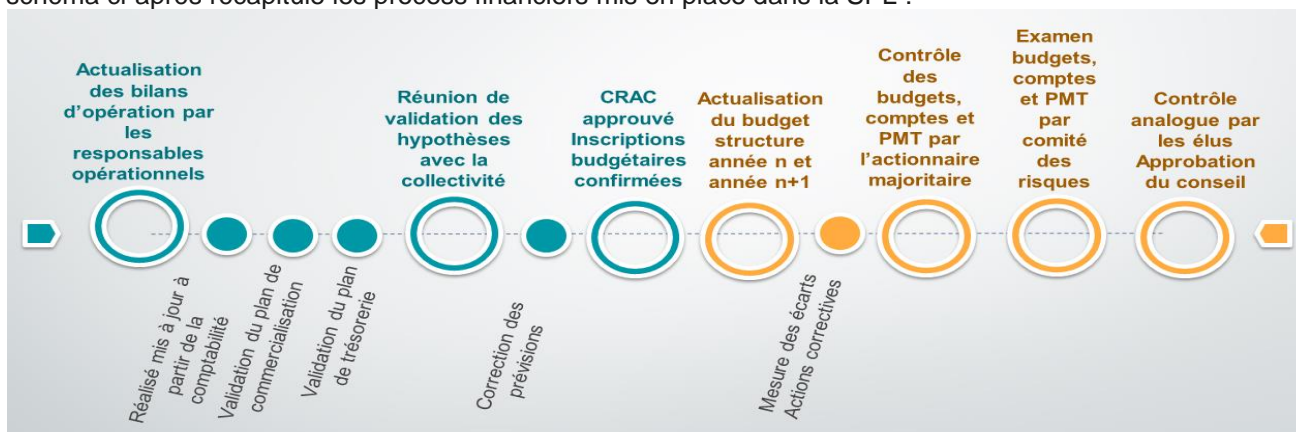 schéma ci-après récapitule les process financiers mis en place dans la SPL :
Actualisation
des bilans
d'opération par
les
responsables
opérationnels
Réalisé mis à jour à
partir de la
comptabilité
Validation du plan de
commercialisation
Validation du plan
de trésorerie
Réunion de
validation des
hypothèses
avec la
collectivité
Correction des
prévisions
CRAC
approuvé
Inscriptions
budgétaires
confirmées
Actualisation
du budget
structure
année n et
année n+1
Mesure des écarts
Actions correctives
Contrôle
des
budgets,
comptes et
PMT par
l'actionnaire
majoritaire
Examen
budgets,
comptes
et PMT
par
comité
des
risques
Contrôle
analogue par
les élus
Approbation
du conseil